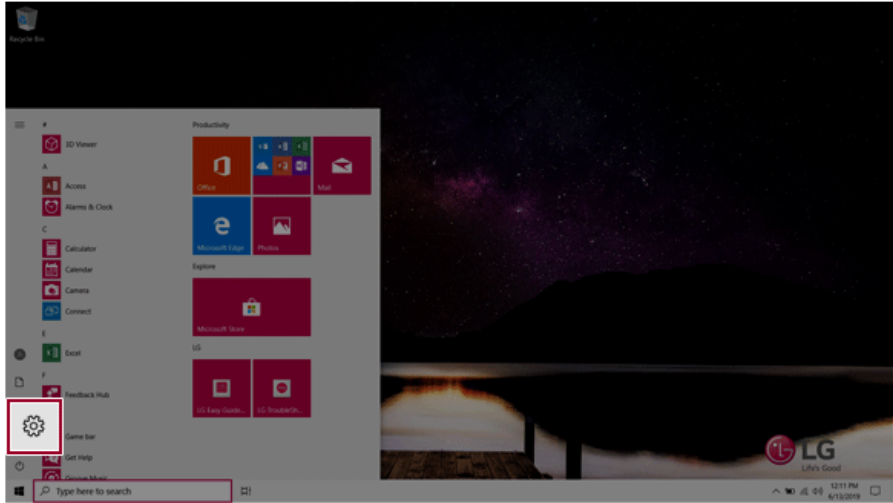 Recycle Bin
#
3D Viewer
A
Access
Alarms & Clock
C
Calculator
Calendar
Camera
Connect
E
Excel
F
Feedback Hub
Game bar
Get Help
Groove Music
Productivity
Office
Mail
Microsoft Edge
Photos
Explore
Microsoft Store
LG
LG Easy Guide...
LG TroubleSh...
LG
Life's Good
Type here to search
12:11 PM
6/13/2019